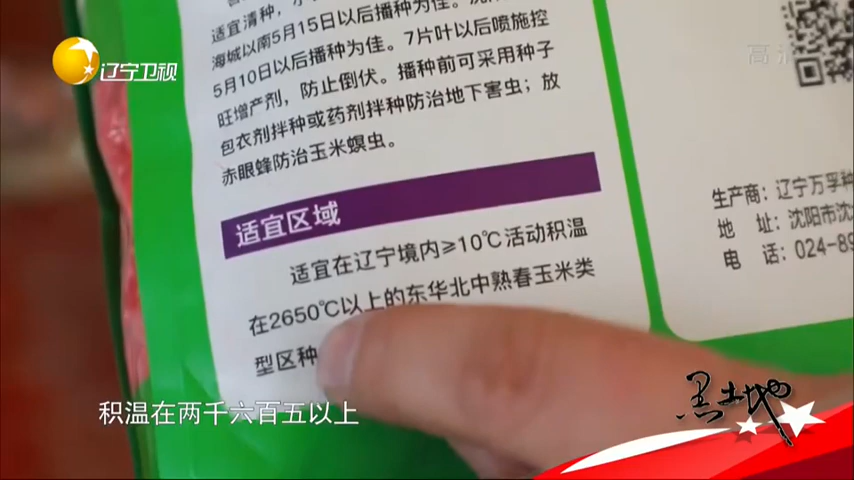 辽宁卫视
高清
适宜清种，
海城以南5月15日以后播种为佳。
5月10日以后播种为佳。7片叶以后喷施控
旺增产剂，防止倒伏。播种前可采用种子
包衣剂拌种或药剂拌种防治地下害虫；放
赤眼蜂防治玉米螟虫。
适宜区域
适宜在辽宁境内≥10℃活动积温
在2650℃以上的东华北中熟春玉米类
型区种
生产商：辽宁万孚种
地 址：沈阳市沈
电 话：024-89
积温在两千六百五以上
黑土地